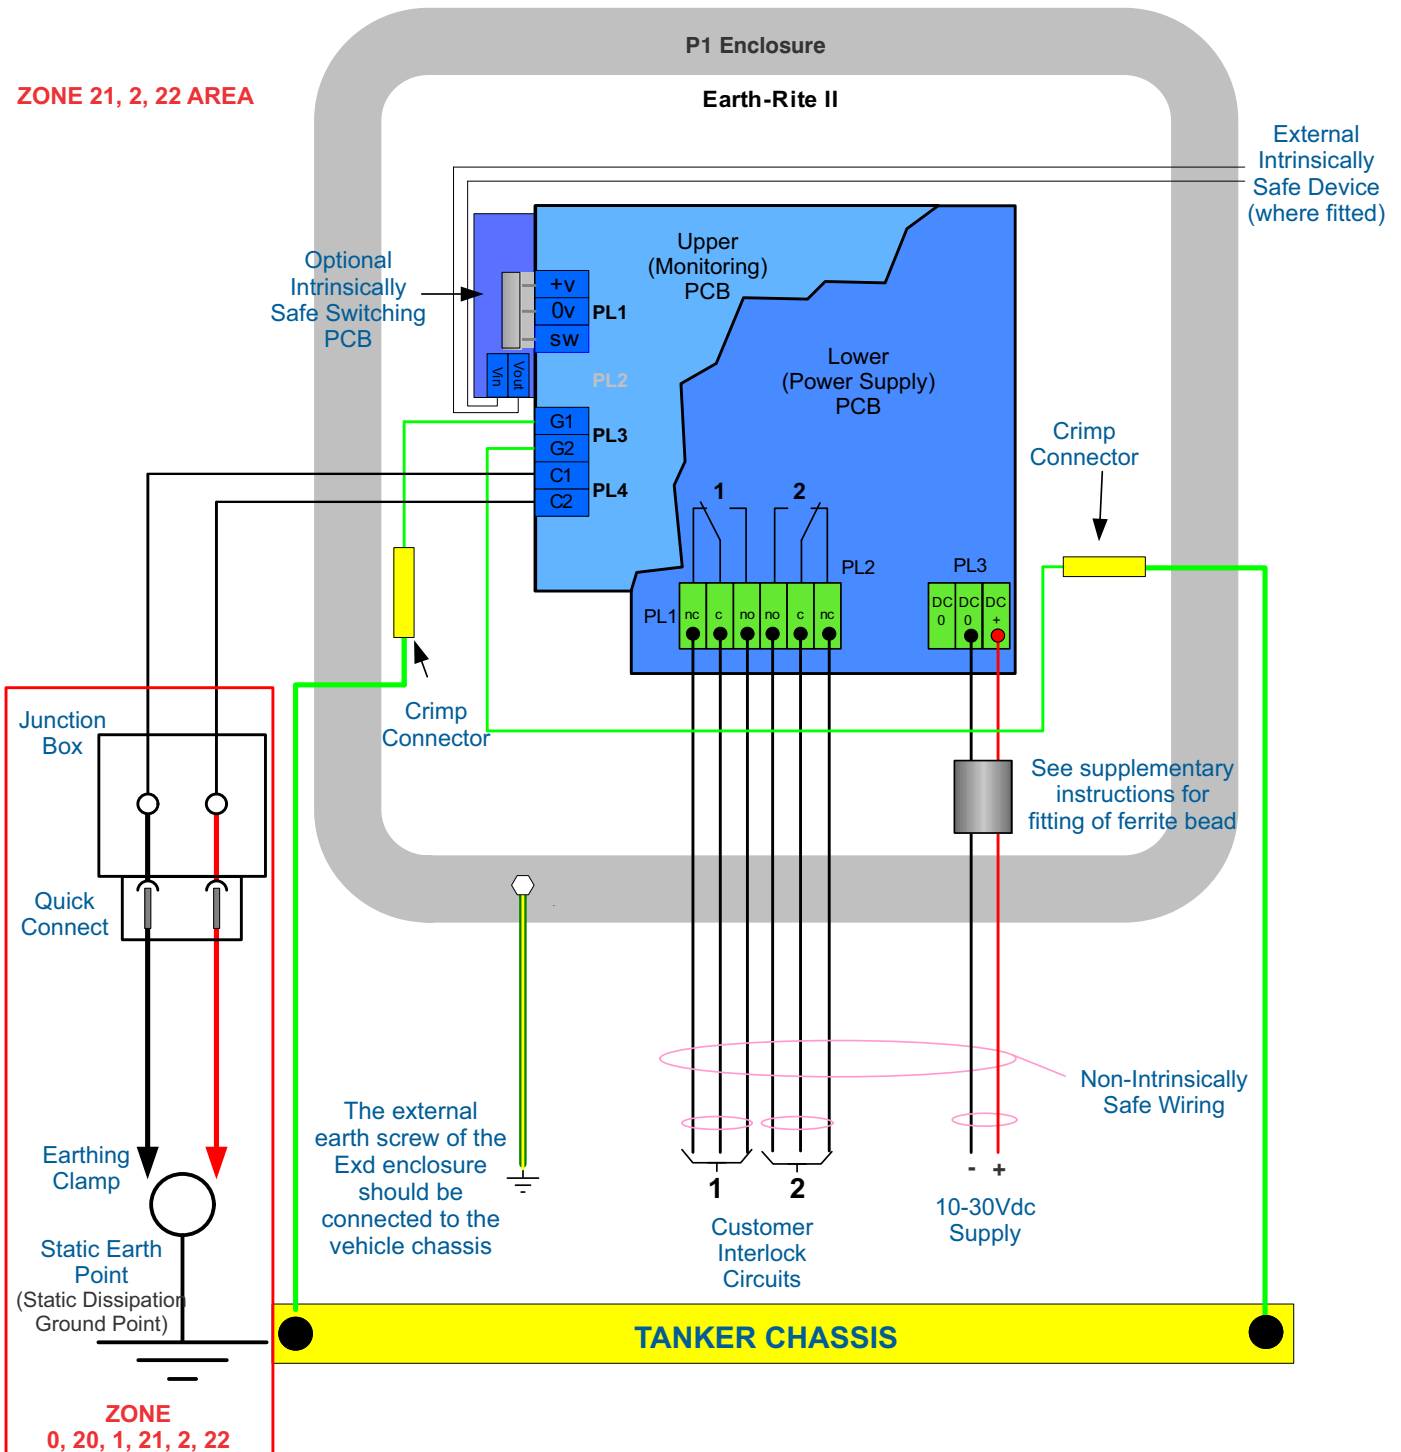 P1 Enclosure
ZONE 21, 2, 22 AREA
Earth-Rite II
External
Intrinsically
Safe Device
(where fitted)
Optional
Intrinsically
Safe Switching
PCB
Upper
(Monitoring)
PCB
+v
0v
sw
PL1
Vin
Vout
PL2
Lower
(Power Supply)
PCB
G1
G2
PL3
C1
C2
PL4
Crimp
Connector
1
2
PL2
PL3
PL1
nc
c
no
no
c
nc
DC
0
DC
0
DC
+
Crimp
Connector
Junction
Box
See supplementary
instructions for
fitting of ferrite bead
Quick
Connect
Non-Intrinsically
Safe Wiring
The external
earth screw of the
Exd enclosure
should be
connected to the
vehicle chassis
Earthing
Clamp
1
2
- +
Customer
Interlock
Circuits
10-30Vdc
Supply
Static Earth
Point
(Static Dissipation
Ground Point)
TANKER CHASSIS
ZONE
0, 20, 1, 21, 2, 22